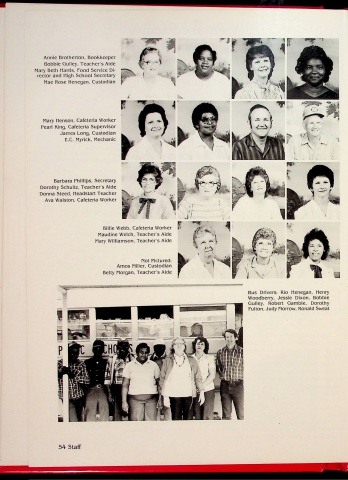 Annie Brotherton, Bookkeeper
Bobbie Gulley, Teacher's Aide
Mary Beth Harris, Food Service Di-
rector and High School Secretary
Mae Rose Henegan, Custodian
Mary Henson, Cafeteria Worker
Pearl King, Cafeteria Supervisor
James Long, Custodian
E.C. Myrick, Mechanic
Barbara Phillips, Secretary
Dorothy Schultz, Teacher's Aide
Donna Steed, Headstart Teacher
Ava Walston, Cafeteria Worker
Billie Webb, Cafeteria Worker
Maudine Welch, Teacher's Aide
Mary Williamson, Teacher's Aide
Not Pictured:
Amos Miller, Custodian
Betty Morgan, Teacher's Aide
Bus Drivers: Rio Henegan, Henry
Woodberry, Jessie Dixon, Bobbie
Gulley, Robert Gamble, Dorothy
Fulton, Judy Morrow, Ronald Sweat
54 Staff